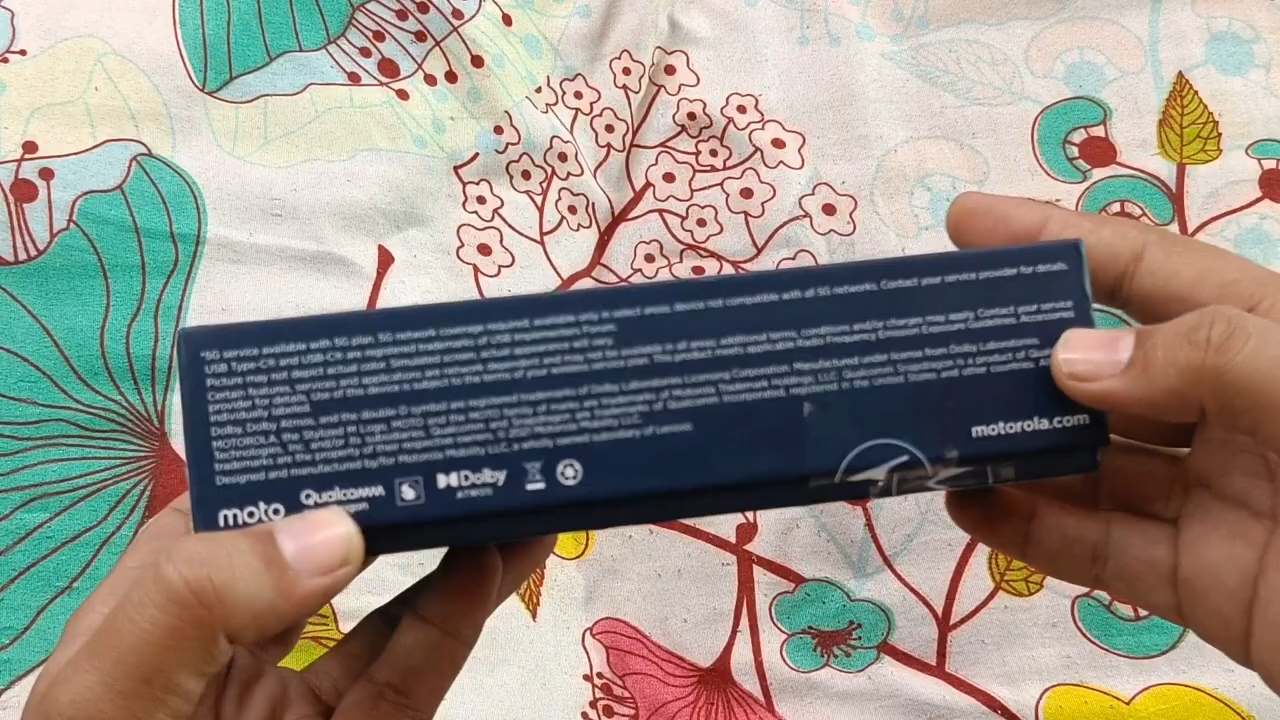 *5G service available with 5G plan. 5G network coverage required; available only in select areas; device not compatible with all 5G networks. Contact your service provider for details.
USB Type-C® and USB-C® are registered trademarks of USB Implementers Forum.
Picture may not depict actual color. Simulated screen, actual appearance will vary.
Certain features, services and applications are network dependent and may not be available in all areas; additional terms, conditions and/or charges may apply. Contact your service
provider for details. Use of this device is subject to the terms of your wireless service plan. This product meets applicable Radio Frequency Exposure Guidelines. Accessories
individually labeled.
Dolby, Dolby Atmos, and the double D symbol are registered trademarks of Dolby Laboratories Licensing Corporation. Manufactured under license from Dolby Laboratories.
MOTOROLA, the Stylized M Logo, MOTO and the MOTO family of marks are trademarks of Motorola Trademark Holdings, LLC. Qualcomm Snapdragon is a product of
Technologies, Inc. and/or its subsidiaries. Qualcomm and Snapdragon are trademarks of Qualcomm Incorporated, registered in the United States and other countries.
trademarks are the property of their respective owners. © Motorola Mobility LLC.
Designed and manufactured by/for Motorola Mobility LLC, a wholly owned subsidiary of Lenovo.
motorola.com
moto
Qualcomm
Dolby
ATMOS